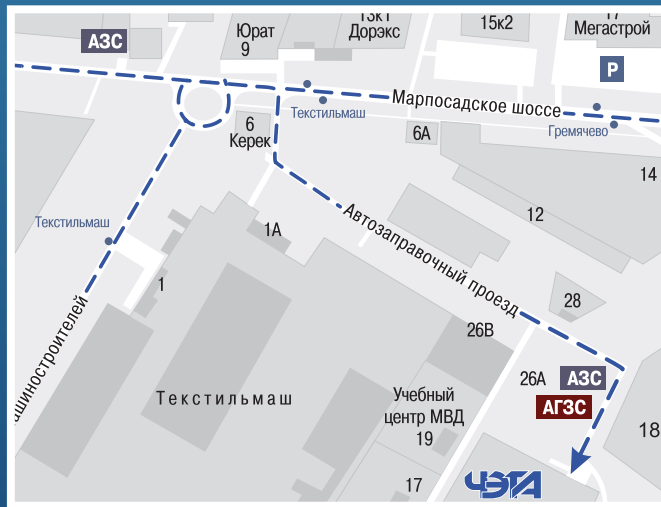 АЗС
Юрат
9
13к1
Дорэкс
15к2
17
Мегастрой
P
Марпосадское шоссе
Текстильмаш
Гремячево
6
Керек
6А
14
12
Текстильмаш
1А
Автозаправочный проезд
1
28
26В
ашиностроителей
26А
АЗС
АГЗС
Текстильмаш
Учебный
центр МВД
19
18
17
ЧЭТА